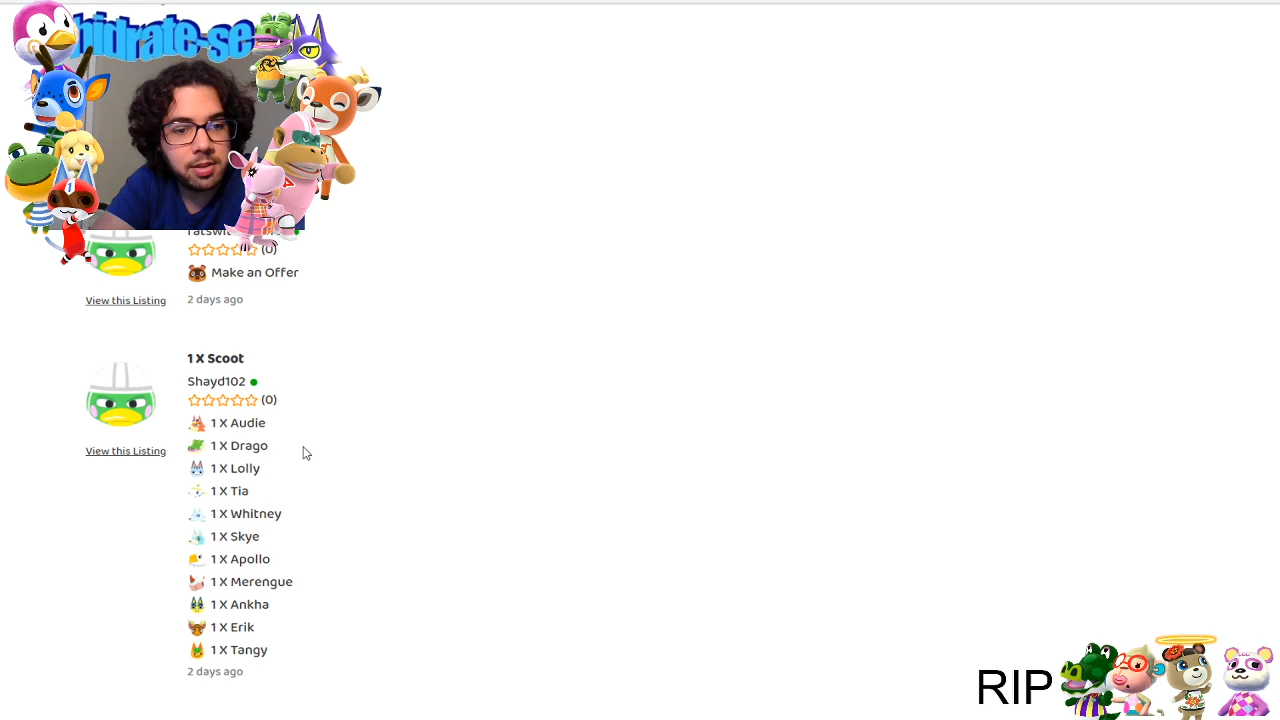 hidrate-se
(0)
Make an Offer
View this Listing
2 days ago
1 X Scoot
Shayd102
(0)
1 X Audie
1 X Drago
View this Listing
1 X Lolly
1 X Tia
1 X Whitney
1 X Skye
1 X Apollo
1 X Merengue
1 X Ankha
1 X Erik
1 X Tangy
2 days ago
RIP